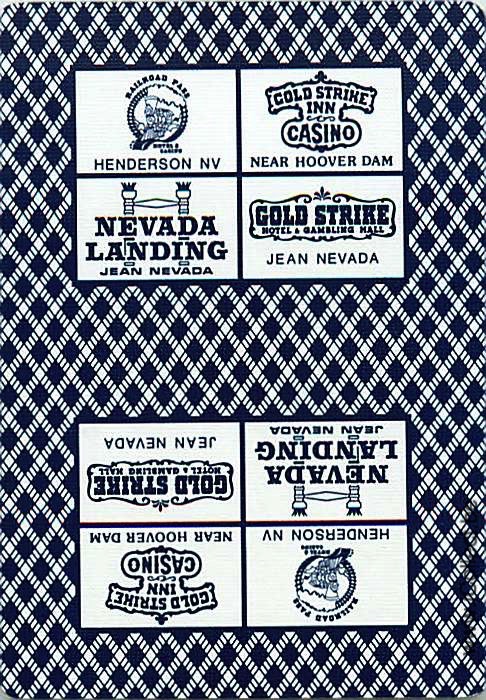 RAILROAD PASS
HOTEL &
CASINO
HENDERSON NV
GOLD STRIKE
INN
CASINO
NEAR HOOVER DAM
NEVADA
LANDING
JEAN NEVADA
GOLD STRIKE
HOTEL & GAMBLING HALL
JEAN NEVADA
JEAN NEVADA
GOLD STRIKE
HOTEL & GAMBLING HALL
JEAN NEVADA
NEVADA
LANDING
NEAR HOOVER DAM
CASINO
GOLD STRIKE
INN
HENDERSON NV
RAILROAD PASS
HOTEL &
CASINO